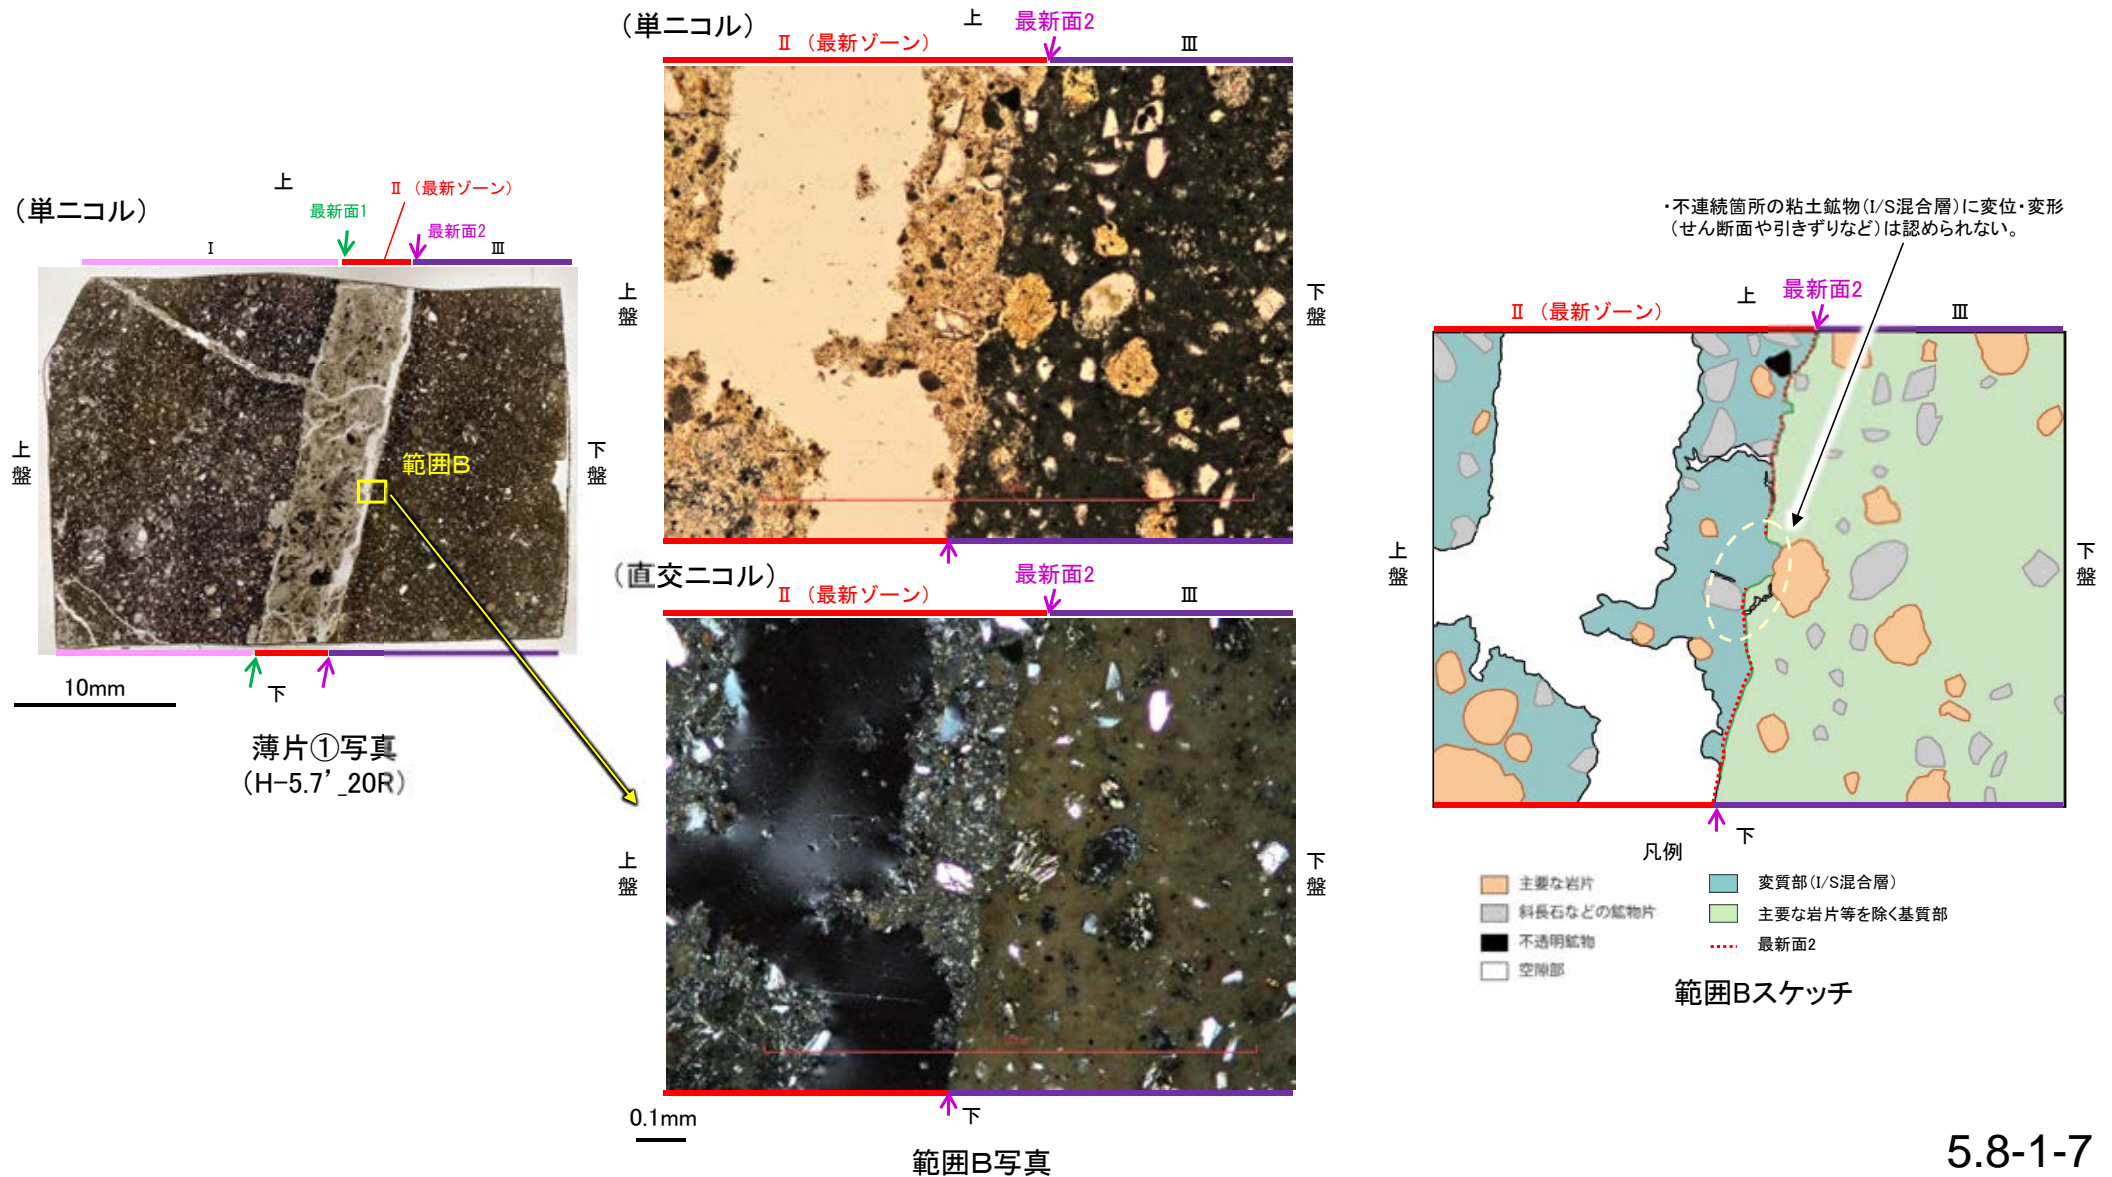 (単ニコル)
上
Ⅱ (最新ゾーン)
最新面1
最新面2
Ⅰ
Ⅲ
上盤
下盤
範囲B
10mm
下
薄片①写真
(H-5.7’_20R)
(単ニコル)
上
最新面2
Ⅱ (最新ゾーン)
Ⅲ
上盤
下盤
(直交ニコル)
最新面2
Ⅱ (最新ゾーン)
Ⅲ
上盤
下盤
0.1mm
下
範囲B写真
・不連続箇所の粘土鉱物(I/S混合層)に変位・変形
(せん断面や引きずりなど)は認められない。
上
最新面2
Ⅱ (最新ゾーン)
Ⅲ
上盤
下盤
下
凡例
主要な岩片
斜長石などの鉱物片
不透明鉱物
空隙部
変質部(I/S混合層)
主要な岩片等を除く基質部
最新面2
範囲Bスケッチ
5.8-1-7